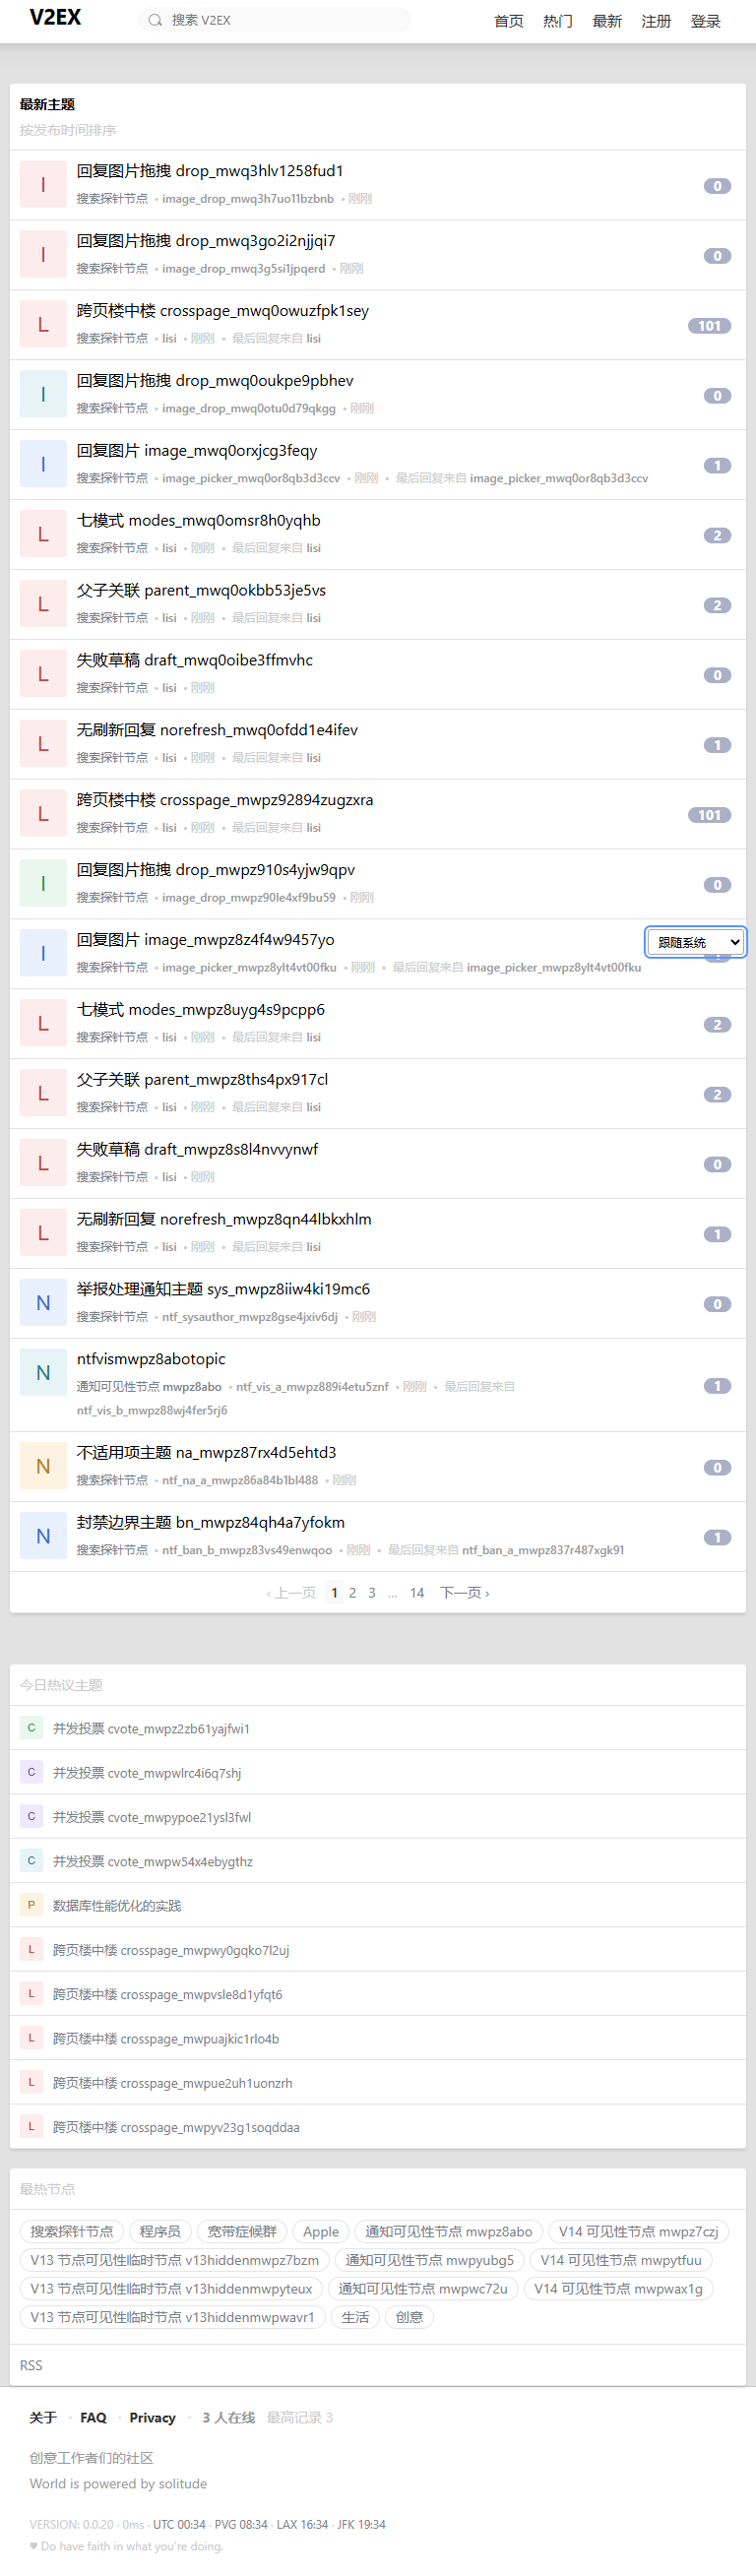 V2EX
搜索 V2EX
首页 热门 最新 注册 登录
最新主题
按发布时间排序
I
回复图片拖拽 drop_mwq3hlv1258fud1
搜索探针节点 • image_drop_mwq3h7uo11bzbnb • 刚刚
0
I
回复图片拖拽 drop_mwq3go2i2njjqi7
搜索探针节点 • image_drop_mwq3g5si1jpqerd • 刚刚
0
L
跨页楼中楼 crosspage_mwq0owuzfpk1sey
搜索探针节点 • lisi • 刚刚 • 最后回复来自 lisi
101
I
回复图片拖拽 drop_mwq0oukpe9pbhev
搜索探针节点 • image_drop_mwq0otu0d79qkgg • 刚刚
0
I
回复图片 image_mwq0orxjcg3feqy
搜索探针节点 • image_picker_mwq0or8qb3d3ccv • 刚刚 • 最后回复来自 image_picker_mwq0or8qb3d3ccv
1
L
七模式 modes_mwq0omsr8h0yqhb
搜索探针节点 • lisi • 刚刚 • 最后回复来自 lisi
2
L
父子关联 parent_mwq0okbb53je5vs
搜索探针节点 • lisi • 刚刚 • 最后回复来自 lisi
2
L
失败草稿 draft_mwq0oibe3ffmvhc
搜索探针节点 • lisi • 刚刚
0
L
无刷新回复 norefresh_mwq0ofdd1e4ifev
搜索探针节点 • lisi • 刚刚 • 最后回复来自 lisi
1
L
跨页楼中楼 crosspage_mwpz92894zugzxra
搜索探针节点 • lisi • 刚刚 • 最后回复来自 lisi
101
I
回复图片拖拽 drop_mwpz910s4yjw9qpv
搜索探针节点 • image_drop_mwpz90le4xf9bu59 • 刚刚
0
I
回复图片 image_mwpz8z4f4w9457yo
跟随系统
搜索探针节点 • image_picker_mwpz8ylt4vt00fku • 刚刚 • 最后回复来自 image_picker_mwpz8ylt4vt00fku
L
七模式 modes_mwpz8uyg4s9pcpp6
搜索探针节点 • lisi • 刚刚 • 最后回复来自 lisi
2
L
父子关联 parent_mwpz8ths4px917cl
搜索探针节点 • lisi • 刚刚 • 最后回复来自 lisi
2
L
失败草稿 draft_mwpz8s8l4nvvynwf
搜索探针节点 • lisi • 刚刚
0
L
无刷新回复 norefresh_mwpz8qn44lbkxhlm
搜索探针节点 • lisi • 刚刚 • 最后回复来自 lisi
1
N
举报处理通知主题 sys_mwpz8iiw4ki19mc6
搜索探针节点 • ntf_sysauthor_mwpz8gse4jxiv6dj • 刚刚
0
N
ntfvismwpz8abotopic
通知可见性节点 mwpz8abo • ntf_vis_a_mwpz889i4etu5znf • 刚刚 • 最后回复来自
ntf_vis_b_mwpz88wj4fer5rj6
1
N
不适用项主题 na_mwpz87rx4d5ehtd3
搜索探针节点 • ntf_na_a_mwpz86a84b1bl488 • 刚刚
0
N
封禁边界主题 bn_mwpz84qh4a7yfokm
搜索探针节点 • ntf_ban_b_mwpz83vs49enwqoo • 刚刚 • 最后回复来自 ntf_ban_a_mwpz837r487xgk91
1
‹ 上一页 1 2 3 ... 14 下一页 ›
今日热议主题
C 并发投票 cvote_mwpz2zb61yajfwi1
C 并发投票 cvote_mwpwlrc4i6q7shj
C 并发投票 cvote_mwpypoe21ysl3fwl
C 并发投票 cvote_mwpw54x4ebygthz
P 数据库性能优化的实践
L 跨页楼中楼 crosspage_mwpwy0gqko7l2uj
L 跨页楼中楼 crosspage_mwpvsle8d1yfqt6
L 跨页楼中楼 crosspage_mwpuajkic1rlo4b
L 跨页楼中楼 crosspage_mwpue2uh1uonzrh
L 跨页楼中楼 crosspage_mwpyv23g1soqddaa
最热节点
搜索探针节点 程序员 宽带症候群 Apple 通知可见性节点 mwpz8abo V14 可见性节点 mwpz7czj
V13 节点可见性临时节点 v13hiddenmwpz7bzm 通知可见性节点 mwpyubg5 V14 可见性节点 mwpytfuu
V13 节点可见性临时节点 v13hiddenmwpyteux 通知可见性节点 mwpwc72u V14 可见性节点 mwpwax1g
V13 节点可见性临时节点 v13hiddenmwpwavr1 生活 创意
RSS
关于 · FAQ · Privacy · 3 人在线 最高记录 3
创意工作者们的社区
World is powered by solitude
VERSION: 0.0.20 · 0ms · UTC 00:34 · PVG 08:34 · LAX 16:34 · JFK 19:34
♥ Do have faith in what you're doing.